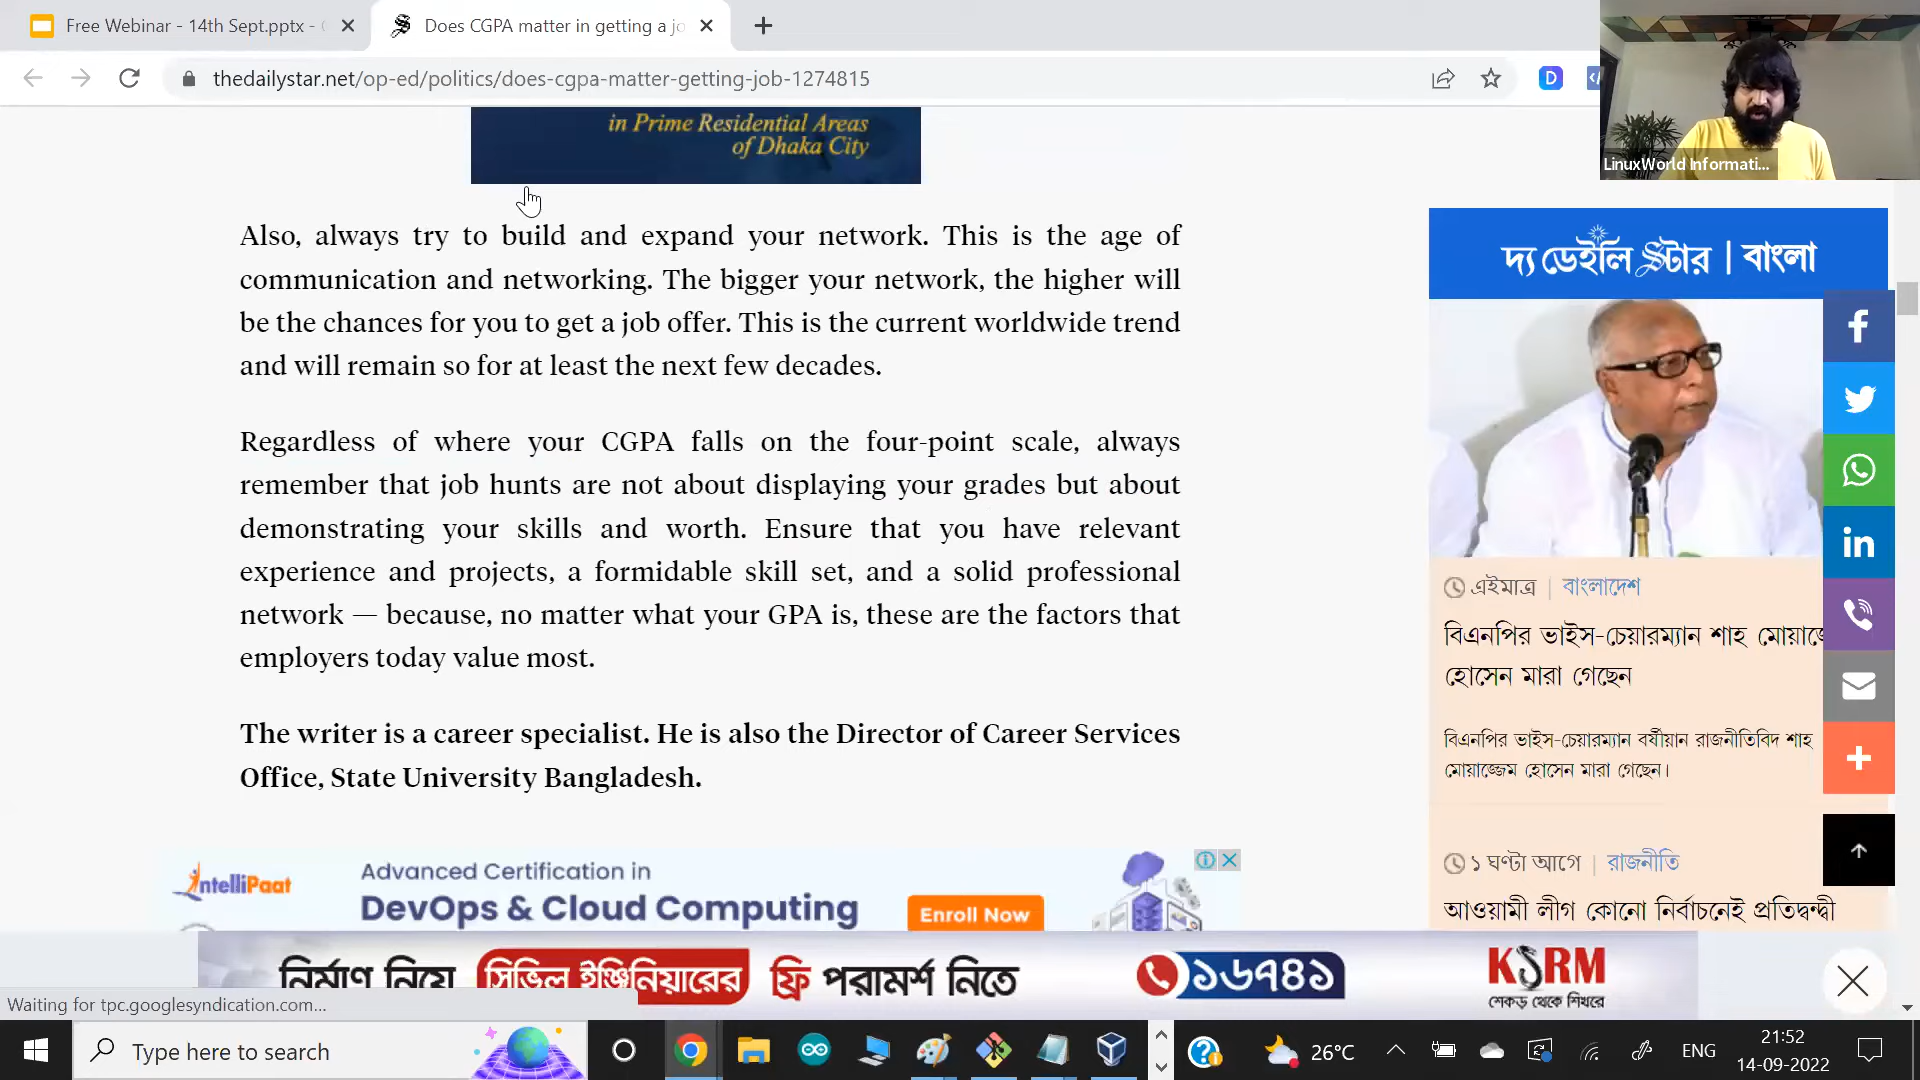 Free Webinar - 14th Sept.pptx -
Does CGPA matter in getting a jo
thedailystar.net/op-ed/politics/does-cgpa-matter-getting-job-1274815
LinuxWorld Informati...
in Prime Residential Areas
of Dhaka City
Also, always try to build and expand your network. This is the age of
communication and networking. The bigger your network, the higher will
be the chances for you to get a job offer. This is the current worldwide trend
and will remain so for at least the next few decades.
Regardless of where your CGPA falls on the four-point scale, always
remember that job hunts are not about displaying your grades but about
demonstrating your skills and worth. Ensure that you have relevant
experience and projects, a formidable skill set, and a solid professional
network — because, no matter what your GPA is, these are the factors that
employers today value most.
The writer is a career specialist. He is also the Director of Career Services
Office, State University Bangladesh.
দ্য ডেইলি স্টার | বাংলা
এইমাত্র | বাংলাদেশ
বিএনপির ভাইস-চেয়ারম্যান শাহ
হোসেন মারা গেছেন
বিএনপির ভাইস-চেয়ারম্যান বর্ষীয়ান রাজনীতিবিদ শাহ
মোয়াজ্জেম হোসেন মারা গেছেন।
১ ঘণ্টা আগে | রাজনীতি
আওয়ামী লীগ কোনো নির্বাচনেই প্রতিদ্বন্দ্বী
IntelliPaat
Advanced Certification in
DevOps & Cloud Computing
Enroll Now
নির্মাণ নিয়ে সিভিল ইঞ্জিনিয়ারের ফ্রি পরামর্শ নিতে
১৬৭৪১
KSRM
শেকড় থেকে শিখরে
Waiting for tpc.googlesyndication.com...
Type here to search
26°C
ENG
21:52
14-09-2022